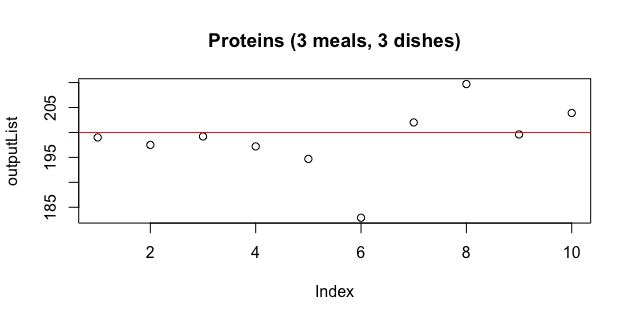 Proteins (3 meals, 3 dishes)
outputList
205
195
185
2 4 6 8 10
Index